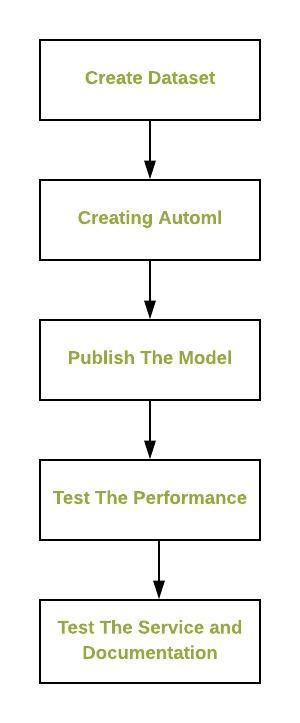 Create Dataset
Creating Automl
Publish The Model
Test The Performance
Test The Service and
Documentation